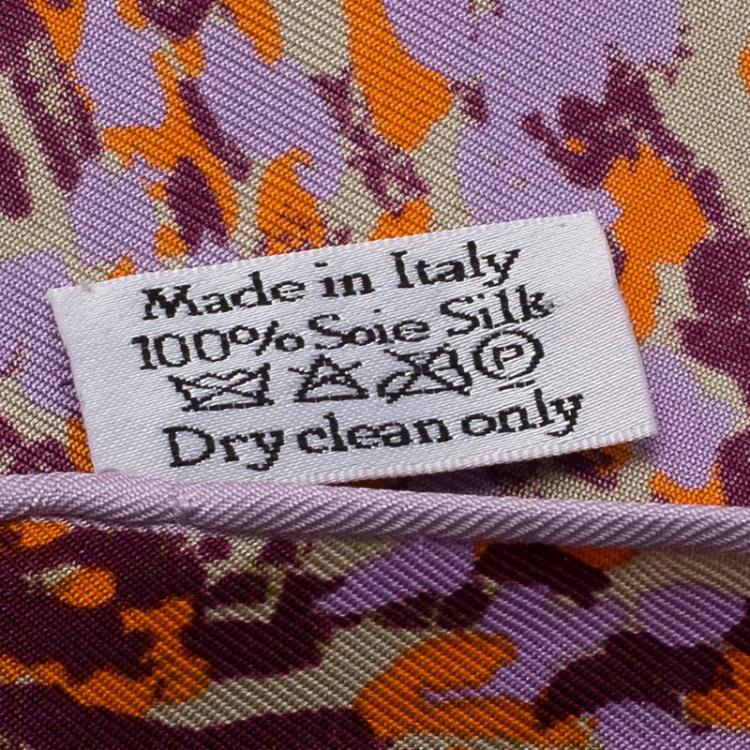 Made in Italy
100% Soie Silk
P
Dry clean only